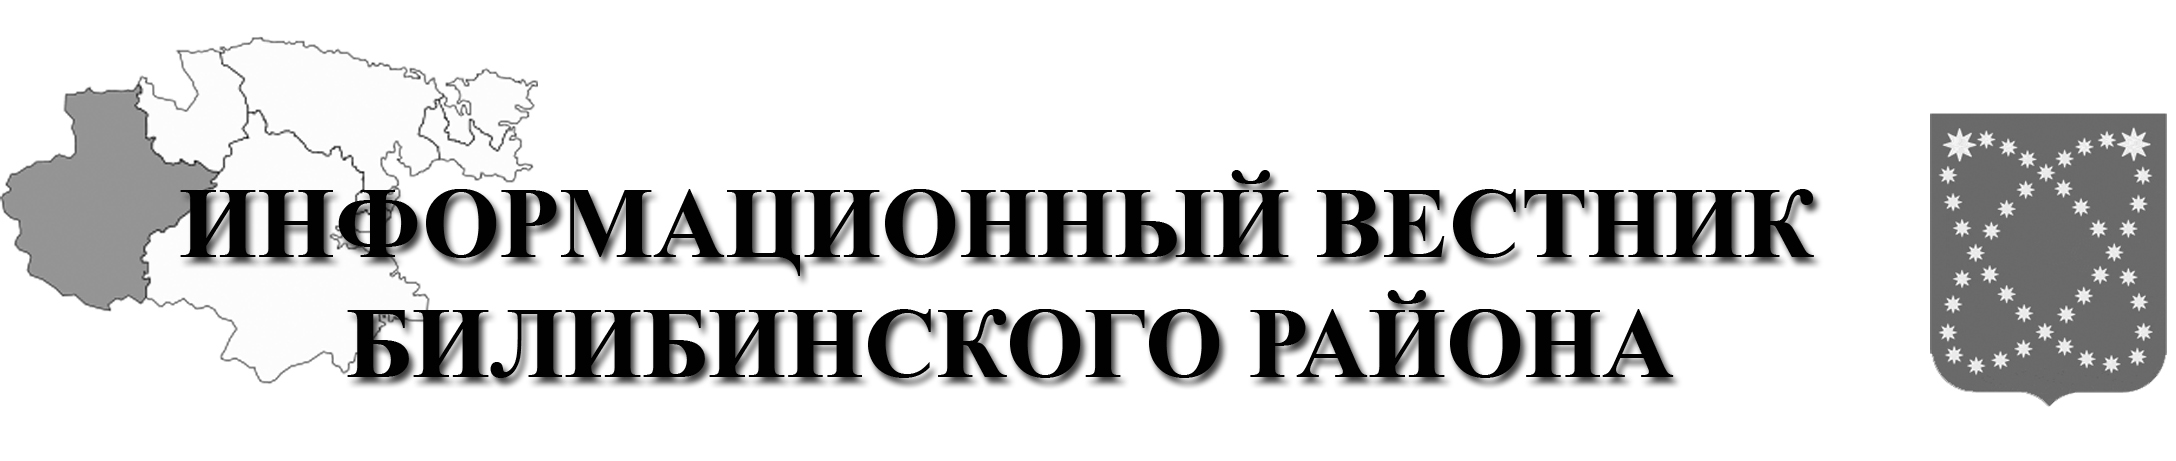 ИНФОРМАЦИОННЫЙ ВЕСТНИК
БИЛИБИНСКОГО РАЙОНА